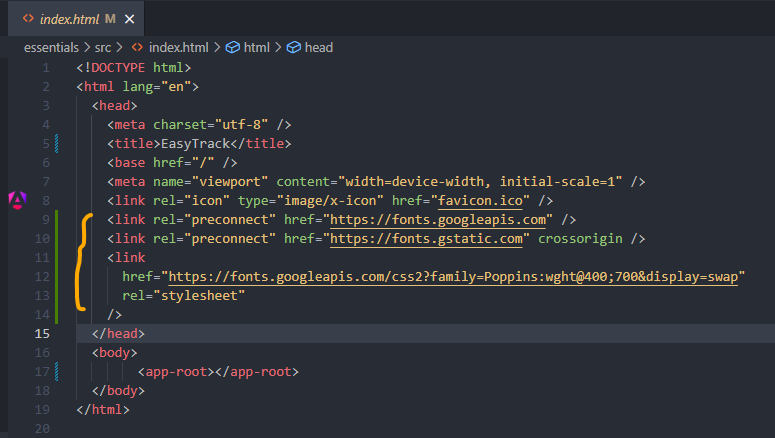 index.html M
essentials > src > index.html > html > head
1 <!DOCTYPE html>
2 <html lang="en">
3 <head>
4 <meta charset="utf-8" />
5 <title>EasyTrack</title>
6 <base href="/" />
7 <meta name="viewport" content="width=device-width, initial-scale=1" />
8 <link rel="icon" type="image/x-icon" href="favicon.ico" />
9 <link rel="preconnect" href="https://fonts.googleapis.com" />
10 <link rel="preconnect" href="https://fonts.gstatic.com" crossorigin />
11 <link
12 href="https://fonts.googleapis.com/css2?family=Poppins:wght@400;700&display=swap"
13 rel="stylesheet"
14 />
15 </head>
16 <body>
17 <app-root></app-root>
18 </body>
19 </html>
20